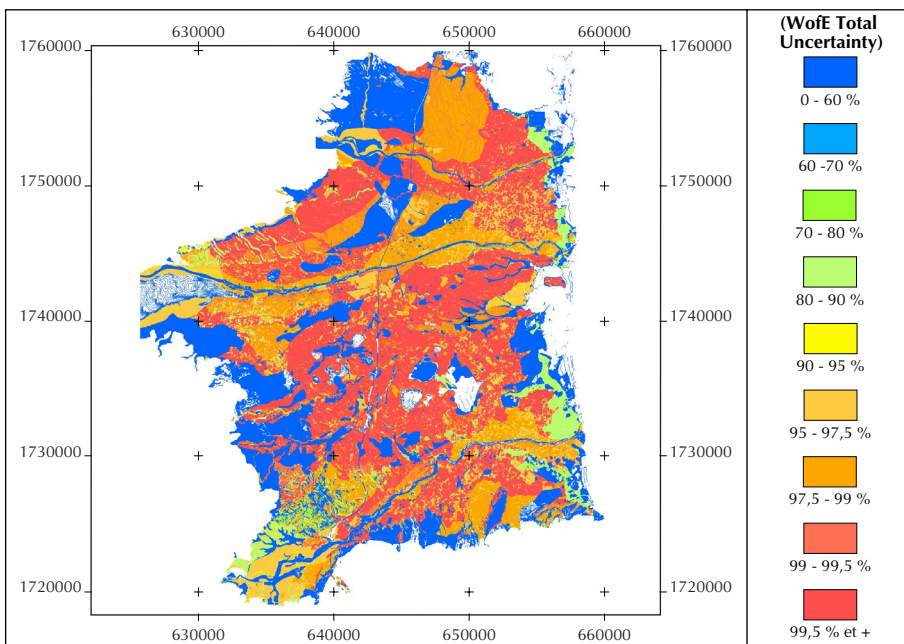 630000 640000 650000 660000
1760000 1760000
1750000 1750000
1740000 1740000
1730000 1730000
1720000 1720000
630000 640000 650000 660000
(WofE Total
Uncertainty)
0 - 60 %
60 -70 %
70 - 80 %
80 - 90 %
90 - 95 %
95 - 97,5 %
97,5 - 99 %
99 - 99,5 %
99,5 % et +